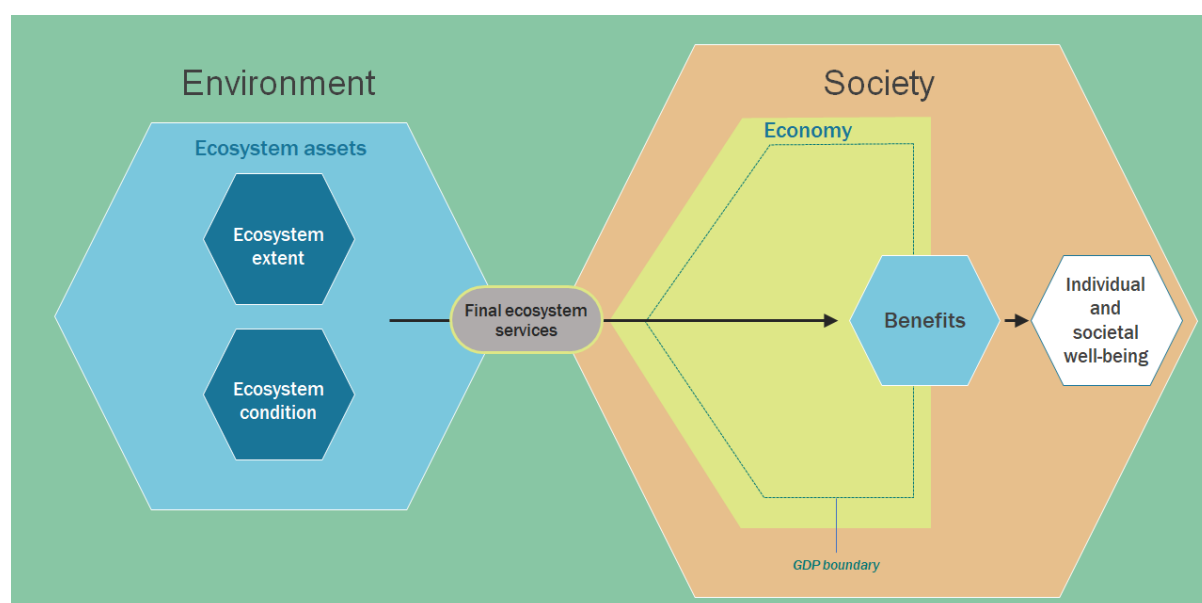 Environment
Society
Ecosystem assets
Economy
Ecosystem
extent
Final ecosystem
services
Ecosystem
condition
Benefits
Individual
and
societal
well-being
GDP boundary